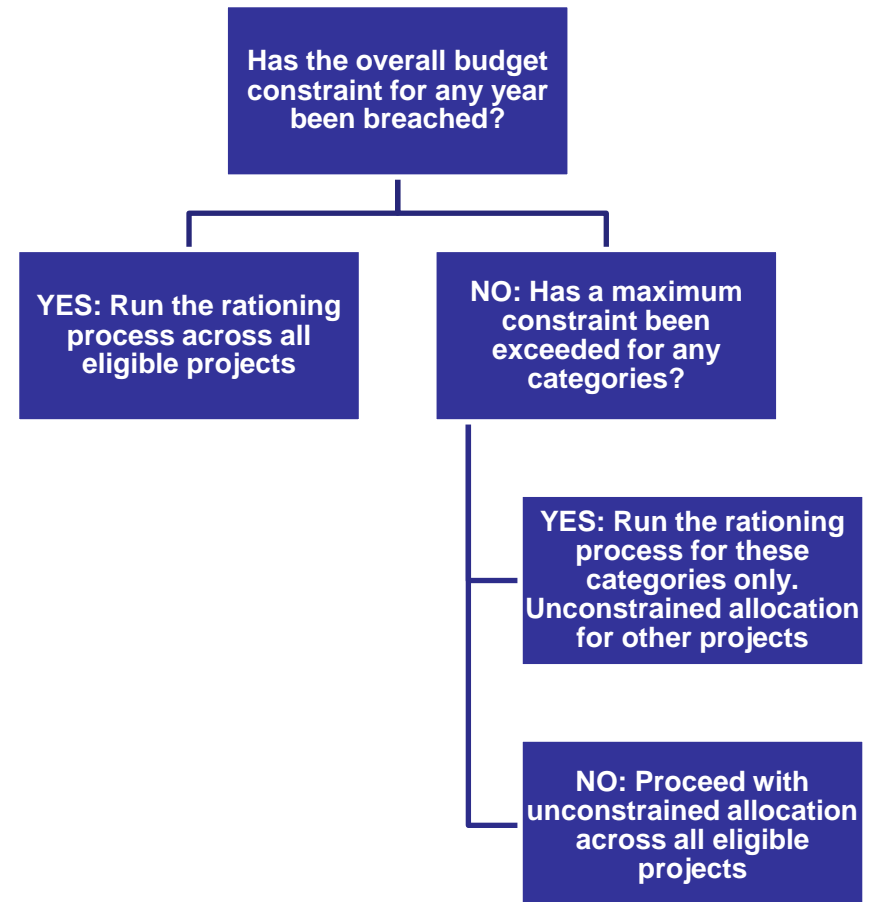 Has the overall budget
constraint for any year
been breached?
YES: Run the rationing
process across all
eligible projects
NO: Has a maximum
constraint been
exceeded for any
categories?
YES: Run the rationing
process for these
categories only.
Unconstrained allocation
for other projects
NO: Proceed with
unconstrained allocation
across all eligible
projects